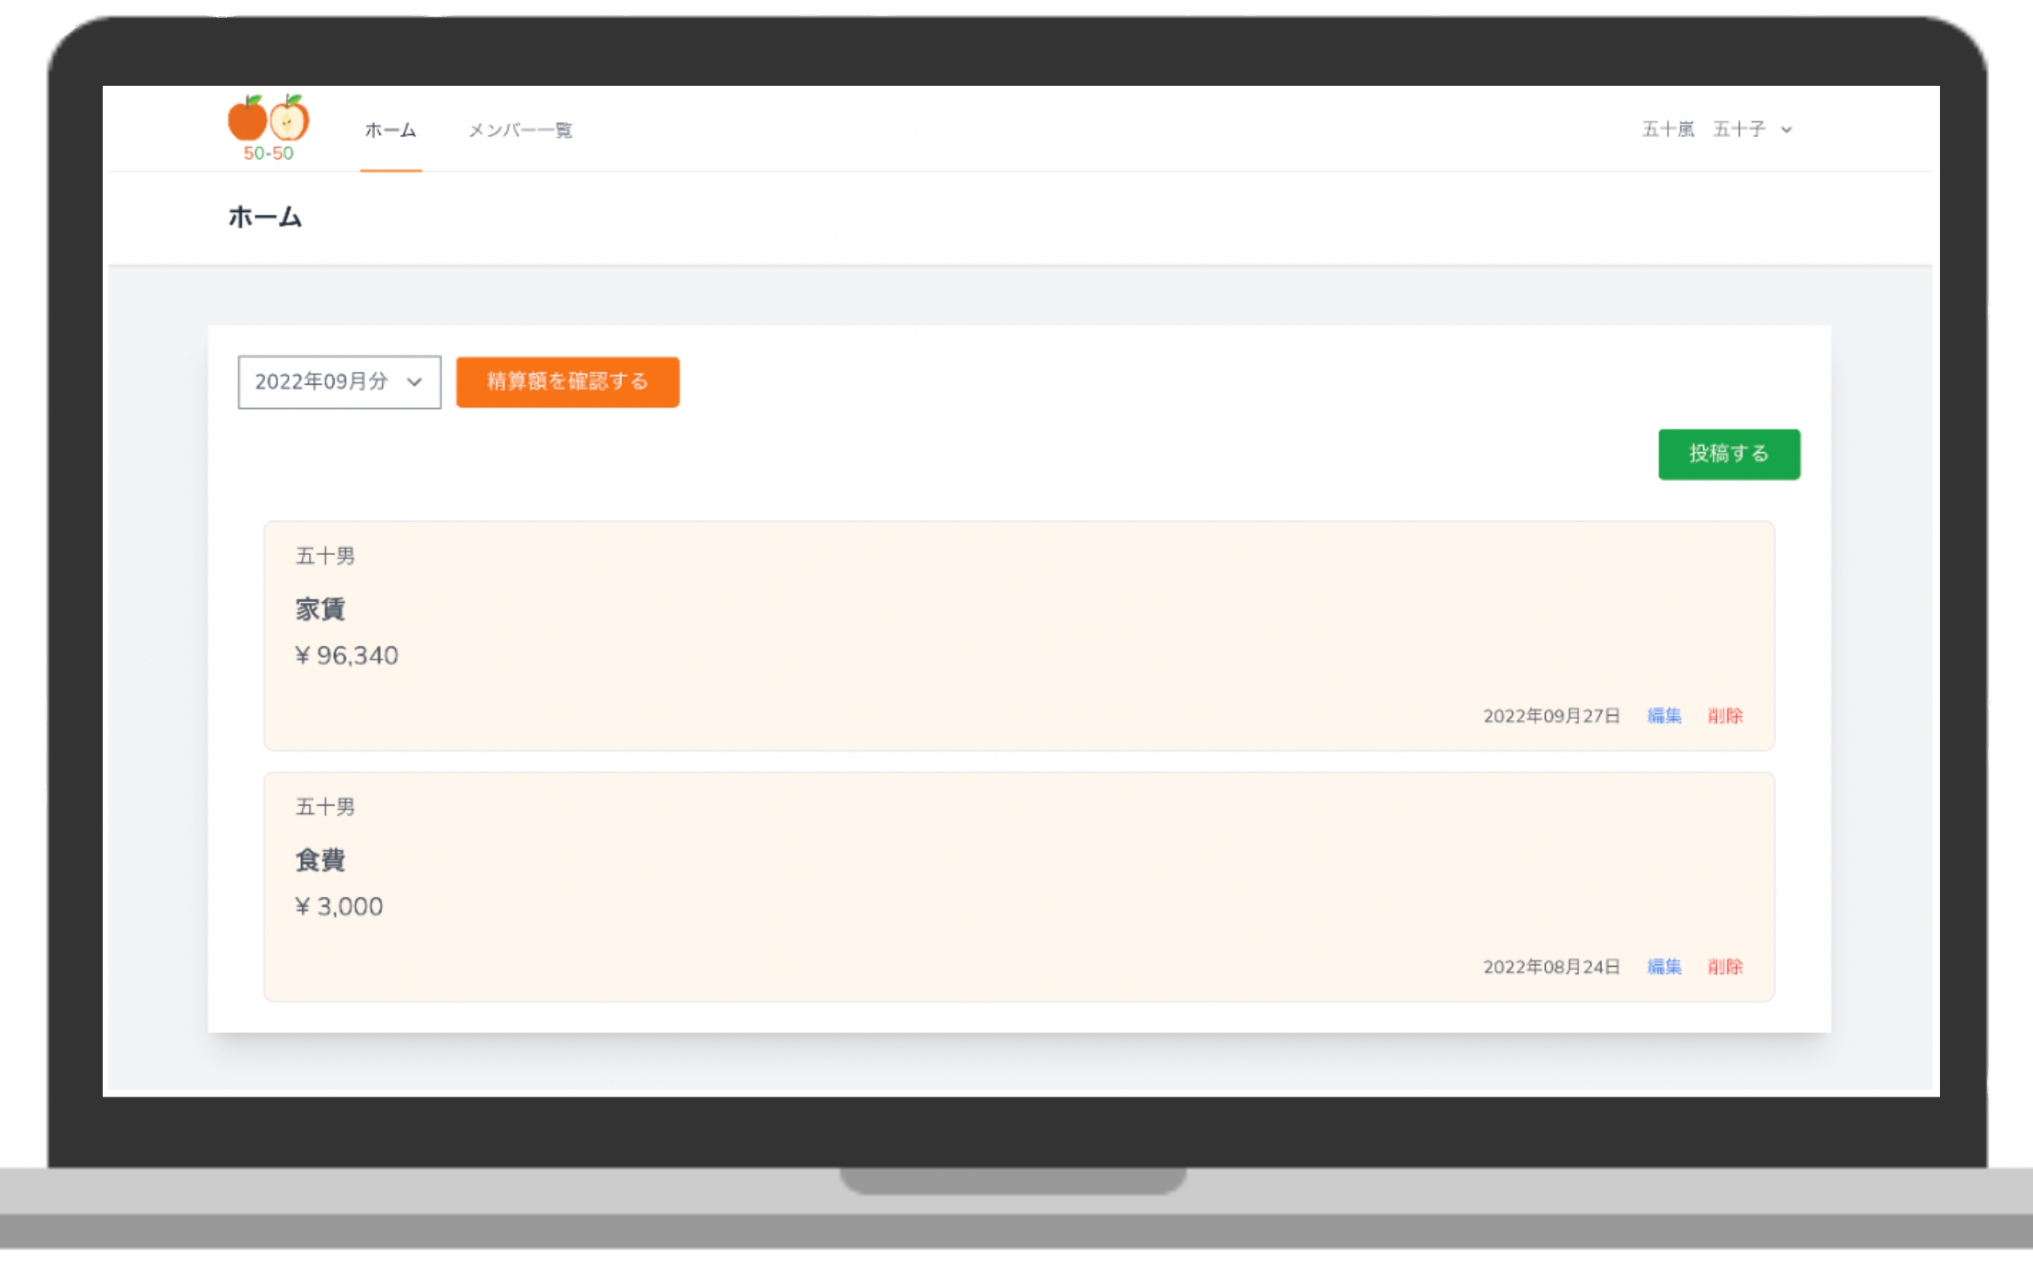 50-50
ホーム
メンバー一覧
五十嵐 五十子
ホーム
2022年09月分
精算額を確認する
投稿する
五十男
家賃
¥ 96,340
2022年09月27日 編集 削除
五十男
食費
¥ 3,000
2022年08月24日 編集 削除